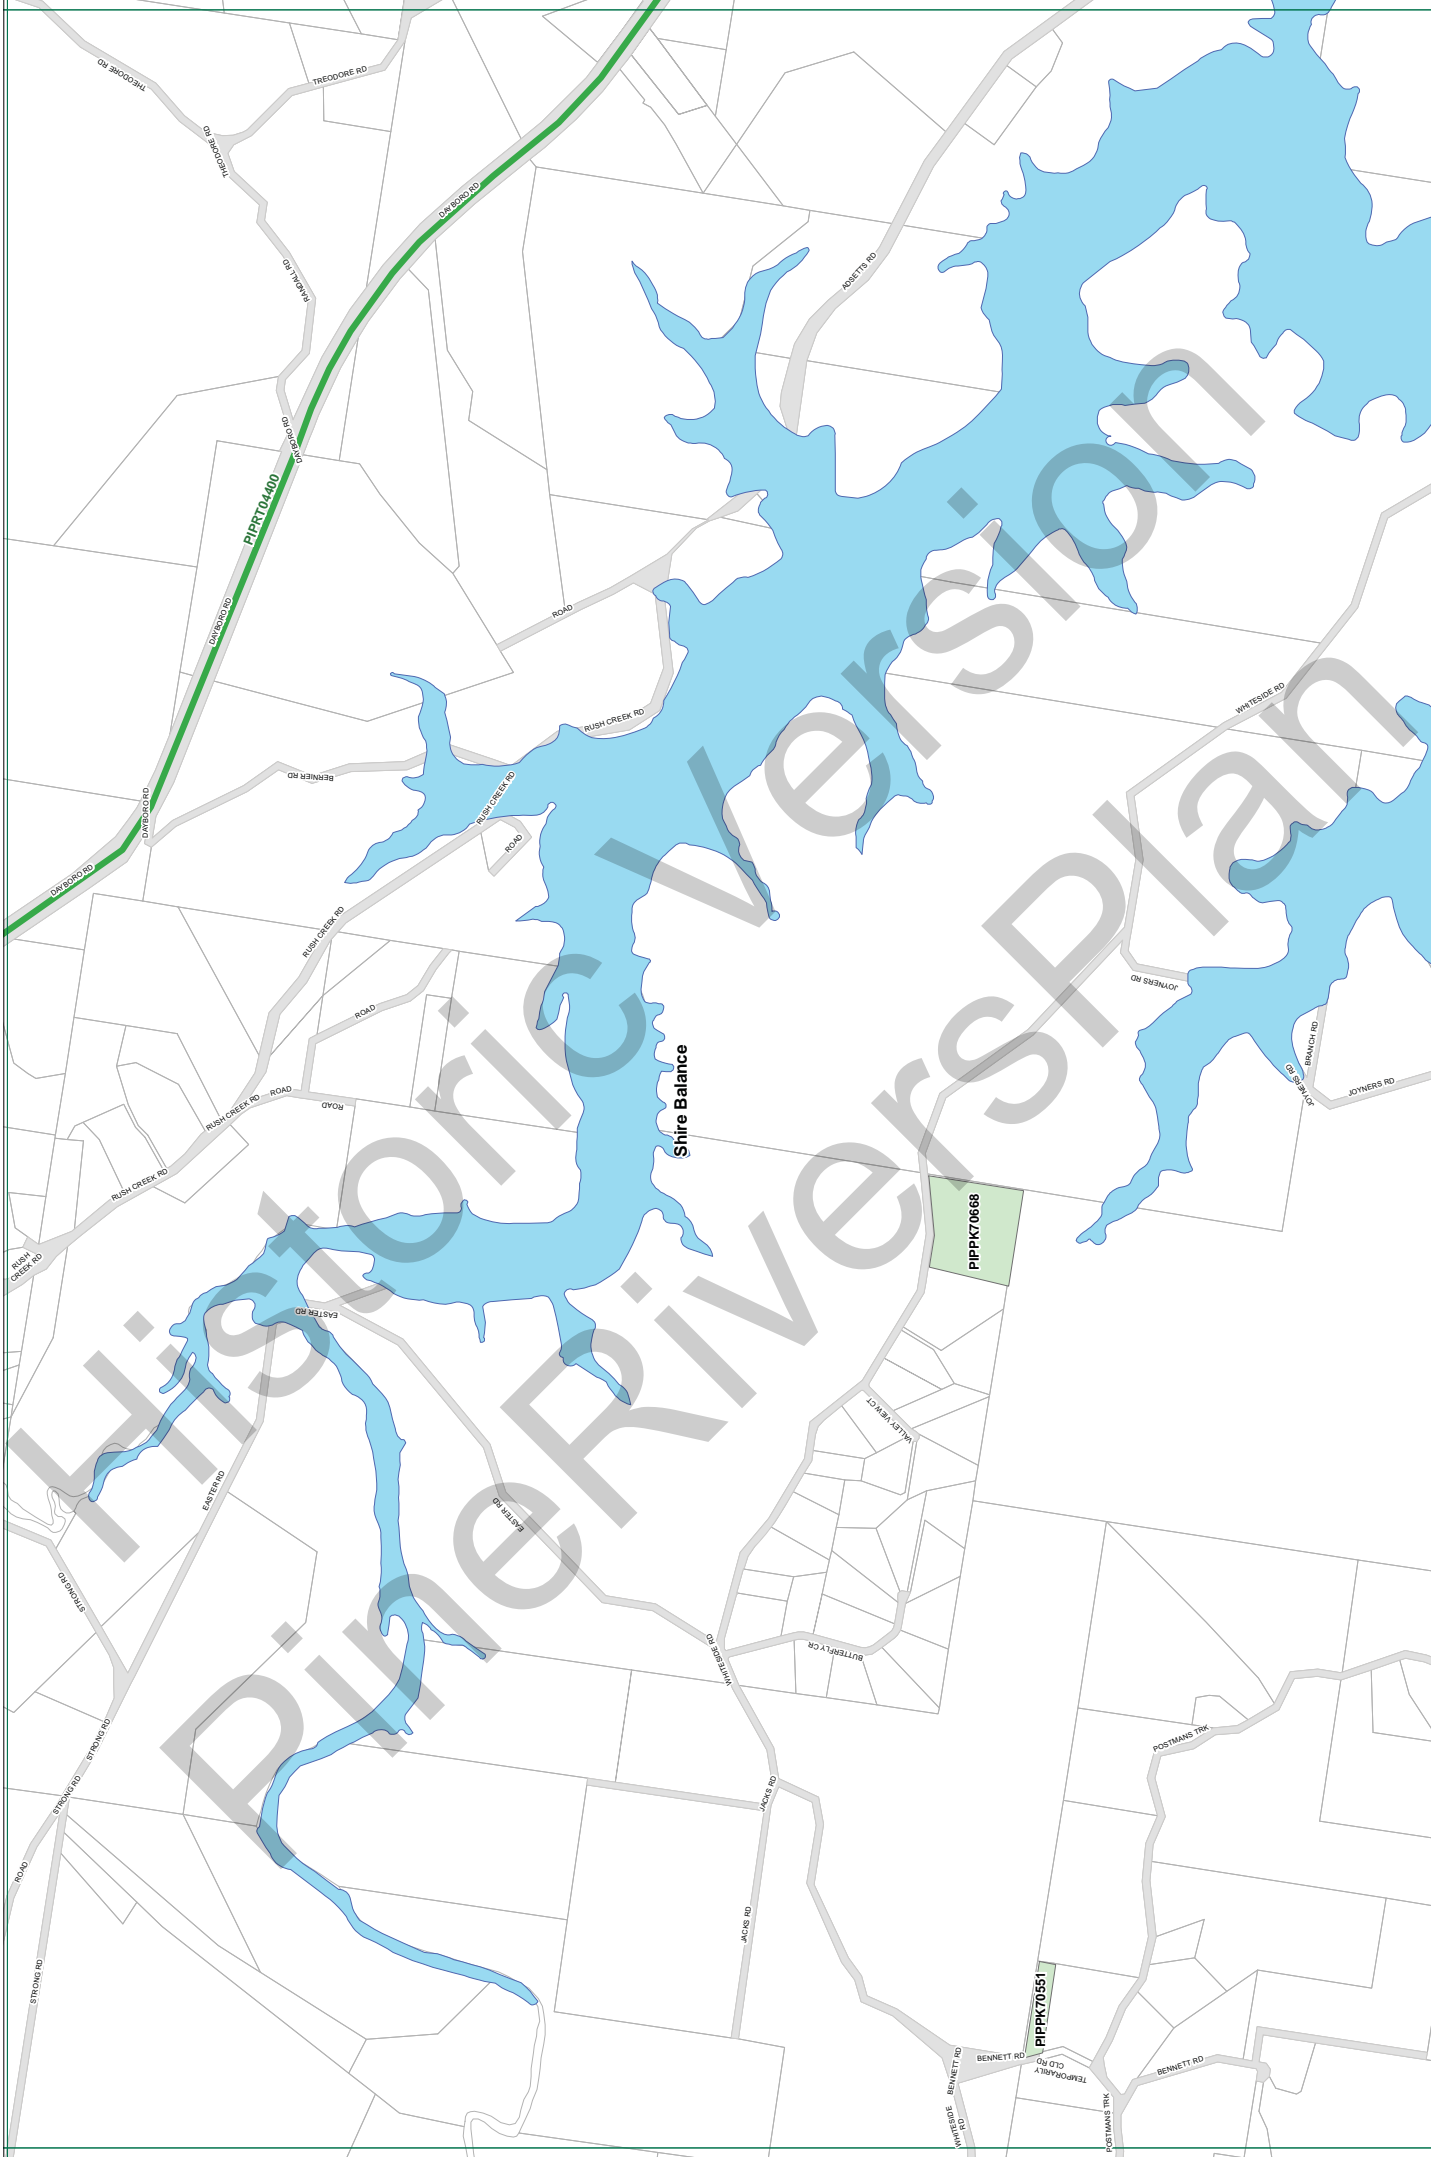 THEODORE RD
TREODORE RD
THEODORE RD
DAYBORO RD
RANDALL RD
ADSETTS RD
DAYBORO RD
DAYBORO RD
PIPRT04400
DAYBORO RD
ROAD
WHITESIDE RD
RUSH CREEK RD
BERNIER RD
RUSH CREEK RD
DAYBORO RD
ROAD
DAYBORO RD
RUSH CREEK RD
JOYNERS RD
ROAD
BRANCH RD
Shire Balance
JOYNERS RD
JOYNERS RD
ROAD
RUSH CREEK RD
ROAD
RUSH CREEK RD
PIPPK70668
RUSH
CREEK RD
EASTER RD
VALLEY VIEW CT
EASTER RD
EASTER RD
STRONG RD
WHITESIDE RD
BUTTERFLY CR
STRONG RD
POSTMANS TRK
JACKS RD
STRONG RD
ROAD
JACKS RD
STRONG RD
PIPPK70551
BENNETT RD
BENNETT RD
TEMPORARILY
CLD RD
BENNETT RD
WHITESIDE
RD
POSTMANS TRK
Historic Version
PineRiversPlan